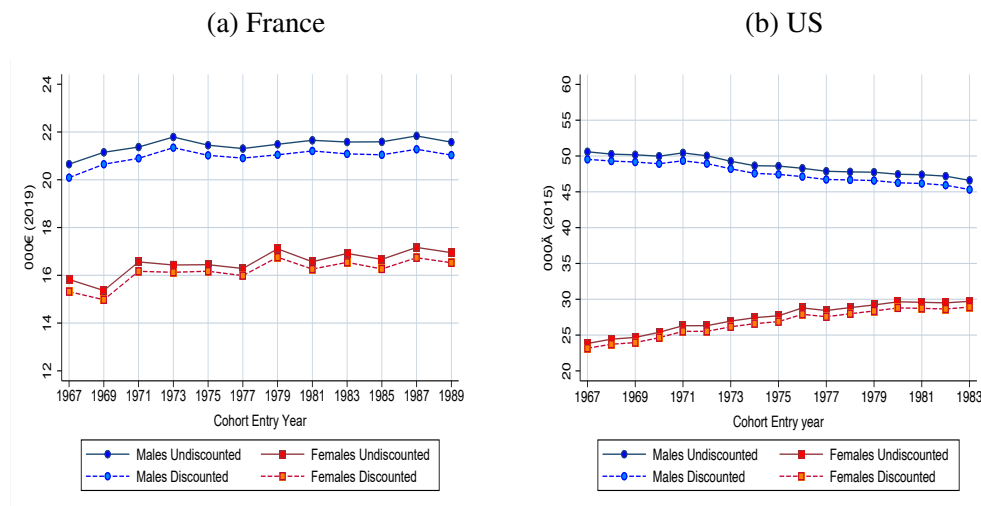 (a) France
(b) US
000€ (2019)
24
22
20
18
16
14
12
1967 1969 1971 1973 1975 1977 1979 1981 1983 1985 1987 1989
Cohort Entry Year
Males Undiscounted
Females Undiscounted
Males Discounted
Females Discounted
000Ä (2015)
60
55
50
45
40
35
30
25
20
1967 1969 1971 1973 1975 1977 1979 1981 1983
Cohort Entry year
Males Undiscounted
Females Undiscounted
Males Discounted
Females Discounted